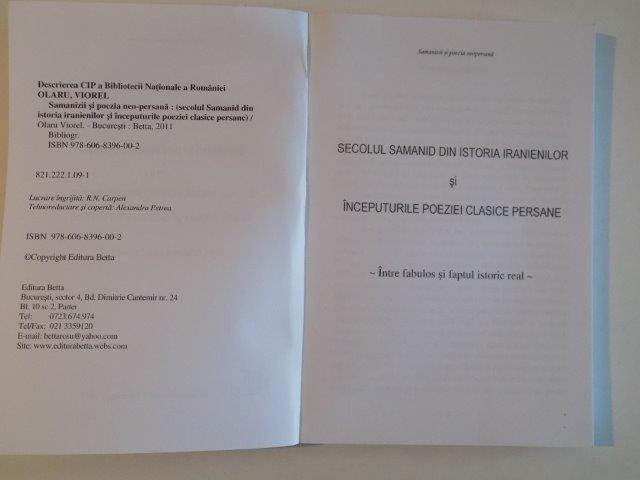 Descrierea CIP a Bibliotecii Naţionale a României
OLARU, VIOREL
Samanizii şi poezia neo-persană : (secolul Samanid din
istoria iranienilor şi începuturile poeziei clasice persane) /
Olaru Viorel. - Bucureşti : Betta, 2011
Bibliogr.
ISBN 978-606-8396-00-2
821.222.1.09-1
Lucrare îngrijită: R.N. Carpen
Tehnoredactare şi copertă: Alexandra Petrea
ISBN 978-606-8396-00-2
©Copyright Editura Betta
Editura Betta
Bucureşti, sector 4, Bd. Dimitrie Cantemir nr. 24
Bl. 10 sc 2, Parter
Tel: 0723.674.974
Tel/Fax: 021 3359120
E-mail: bettarosu@yahoo.com
Site: www.editurabetta.webs.com
Samanizii şi poezia neopersană
SECOLUL SAMANID DIN ISTORIA IRANIENILOR
şi
ÎNCEPUTURILE POEZIEI CLASICE PERSANE
~ Între fabulos şi faptul istoric real ~